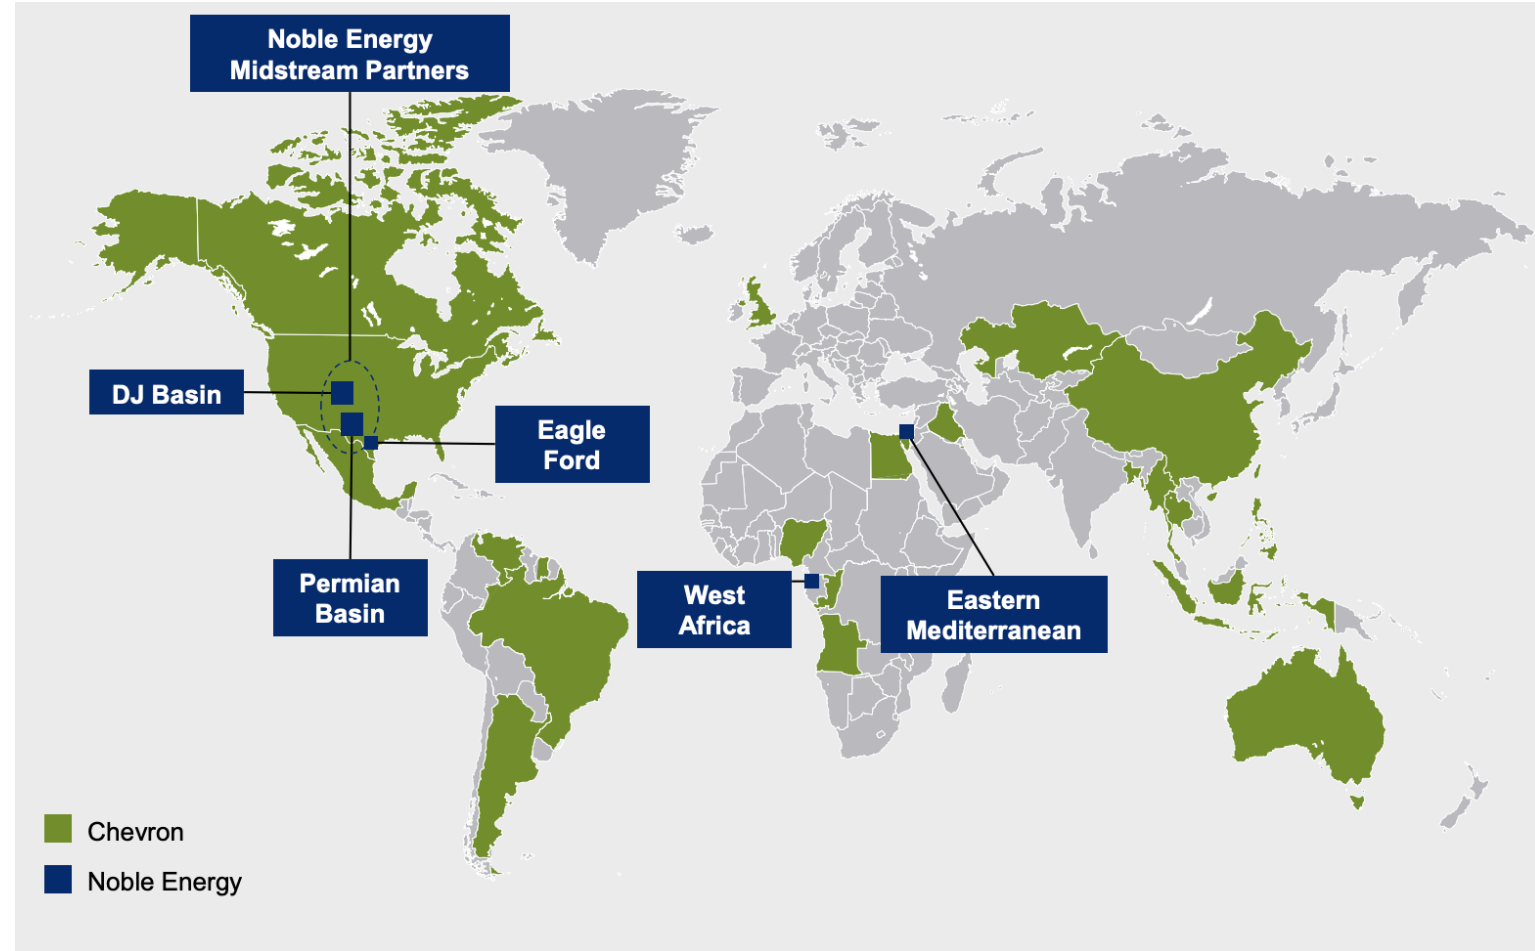 Noble Energy
Midstream Partners
DJ Basin
Eagle
Ford
Permian
Basin
West
Africa
Eastern
Mediterranean
Chevron
Noble Energy